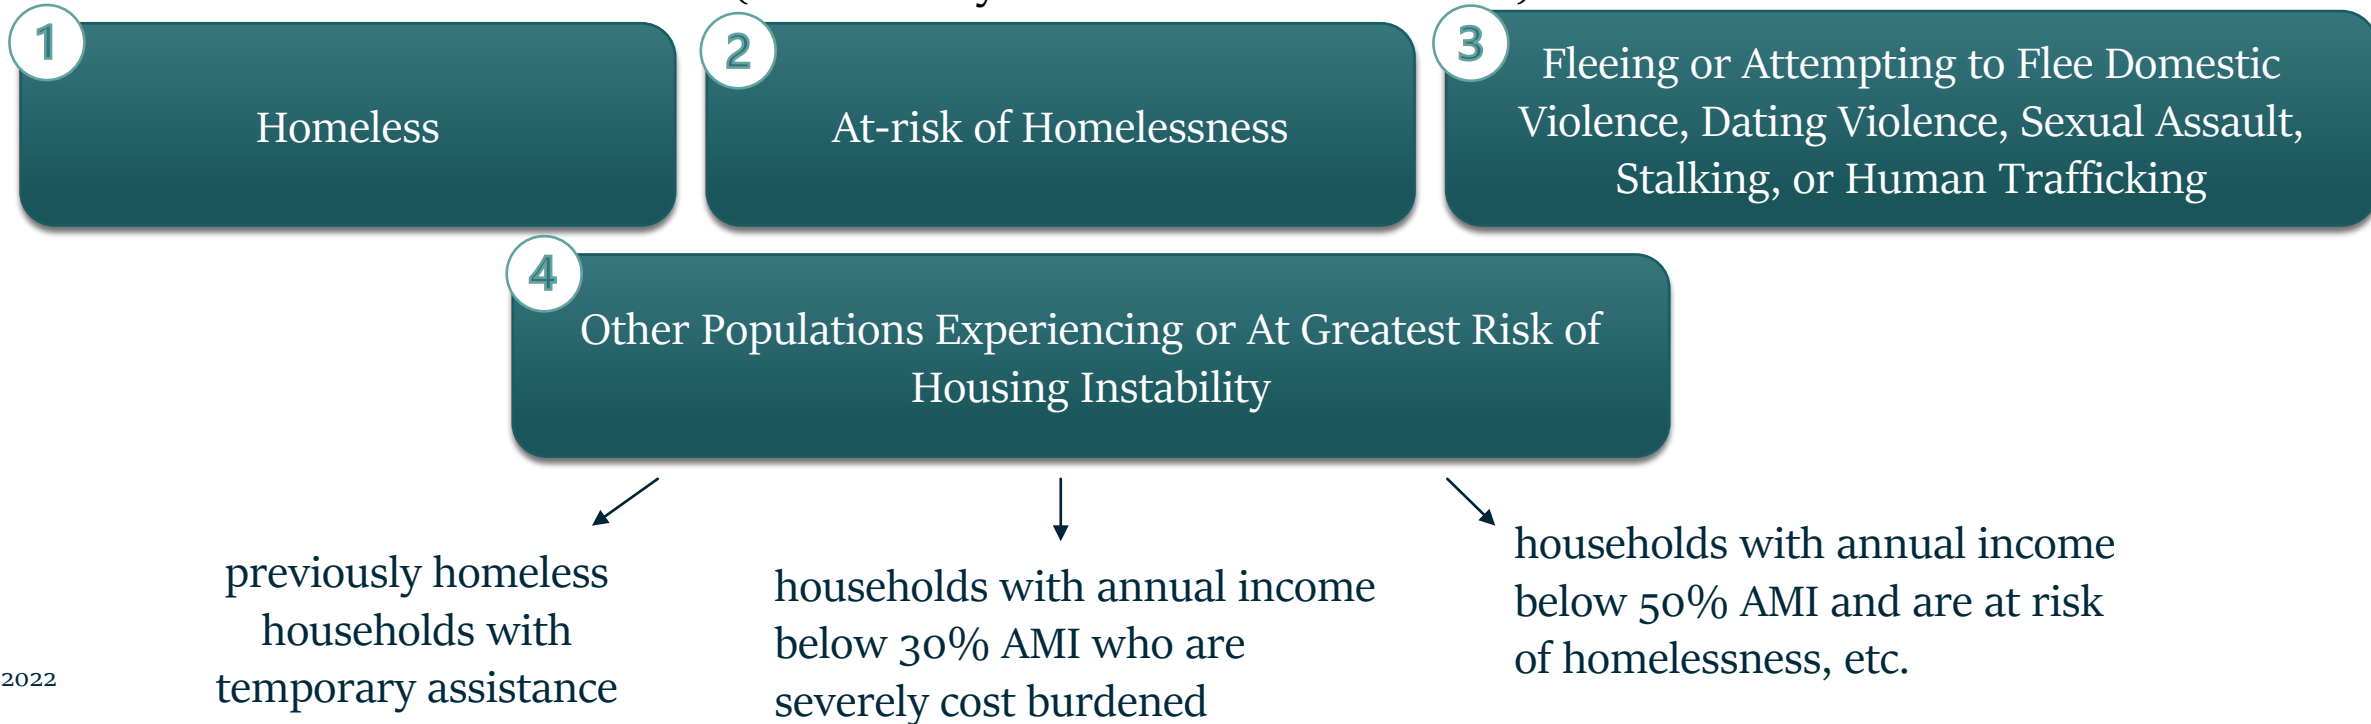 1
Homeless
2
At-risk of Homelessness
3
Fleeing or Attempting to Flee Domestic
Violence, Dating Violence, Sexual Assault,
Stalking, or Human Trafficking
4
Other Populations Experiencing or At Greatest Risk of
Housing Instability
previously homeless
households with
temporary assistance
households with annual income
below 30% AMI who are
severely cost burdened
households with annual income
below 50% AMI and are at risk
of homelessness, etc.
2022